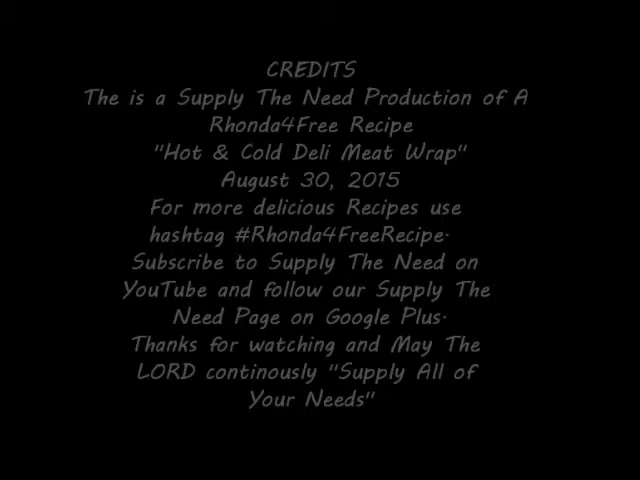 CREDITS
The is a Supply The Need Production of A
Rhonda4Free Recipe
"Hot & Cold Deli Meat Wrap"
August 30, 2015
For more delicious Recipes use
hashtag #Rhonda4FreeRecipe.
Subscribe to Supply The Need on
YouTube and follow our Supply The
Need Page on Google Plus.
Thanks for watching and May The
LORD continously "Supply All of
Your Needs"